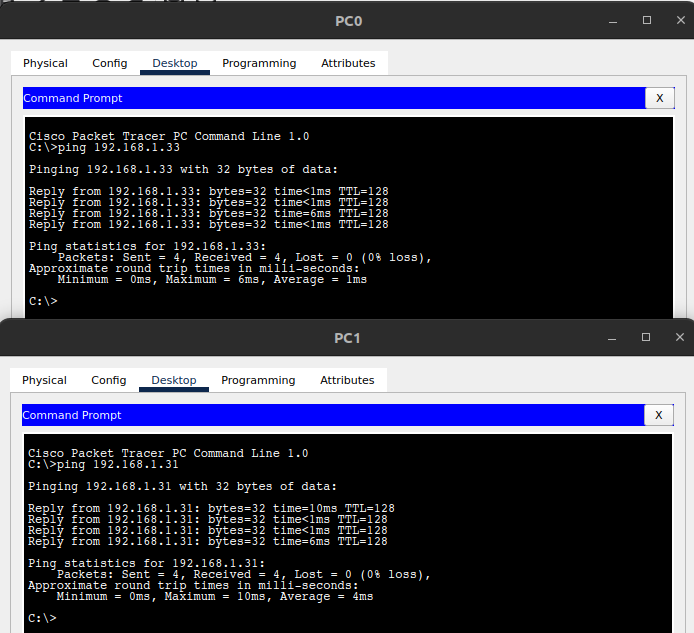 PC0
Physical Config Desktop Programming Attributes
Command Prompt X
Cisco Packet Tracer PC Command Line 1.0
C:\>ping 192.168.1.33
Pinging 192.168.1.33 with 32 bytes of data:
Reply from 192.168.1.33: bytes=32 time<1ms TTL=128
Reply from 192.168.1.33: bytes=32 time<1ms TTL=128
Reply from 192.168.1.33: bytes=32 time=6ms TTL=128
Reply from 192.168.1.33: bytes=32 time<1ms TTL=128
Ping statistics for 192.168.1.33:
Packets: Sent = 4, Received = 4, Lost = 0 (0% loss),
Approximate round trip times in milli-seconds:
Minimum = 0ms, Maximum = 6ms, Average = 1ms
C:\>
PC1
Physical Config Desktop Programming Attributes
Command Prompt X
Cisco Packet Tracer PC Command Line 1.0
C:\>ping 192.168.1.31
Pinging 192.168.1.31 with 32 bytes of data:
Reply from 192.168.1.31: bytes=32 time=10ms TTL=128
Reply from 192.168.1.31: bytes=32 time<1ms TTL=128
Reply from 192.168.1.31: bytes=32 time<1ms TTL=128
Reply from 192.168.1.31: bytes=32 time=6ms TTL=128
Ping statistics for 192.168.1.31:
Packets: Sent = 4, Received = 4, Lost = 0 (0% loss),
Approximate round trip times in milli-seconds:
Minimum = 0ms, Maximum = 10ms, Average = 4ms
C:\>